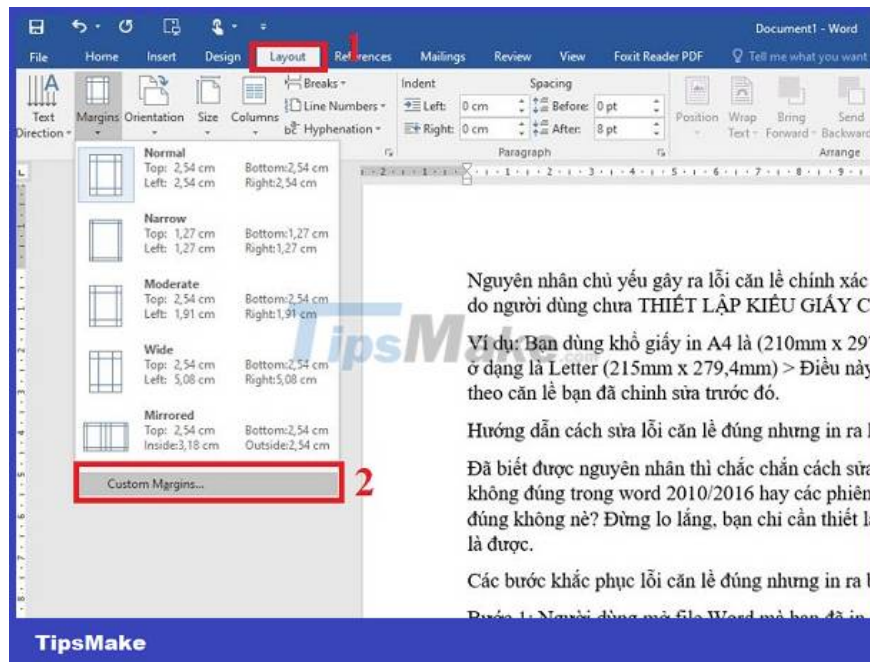 Document1 - Word
1
File Home Insert Design Layout References Mailings Review View Foxit Reader PDF Tell me what you want
Breaks
Line Numbers
Hyphenation
Text Direction
Margins
Orientation
Size
Columns
Indent
Left: 0 cm
Right: 0 cm
Spacing
Before: 0 pt
After: 8 pt
Paragraph
Position
Wrap Text
Bring Forward
Send Backward
Arrange
Normal
Top: 2,54 cm Bottom:2,54 cm
Left: 2,54 cm Right:2,54 cm
Narrow
Top: 1,27 cm Bottom:1,27 cm
Left: 1,27 cm Right:1,27 cm
Moderate
Top: 2,54 cm Bottom:2,54 cm
Left: 1,91 cm Right:1,91 cm
Wide
Top: 2,54 cm Bottom:2,54 cm
Left: 5,08 cm Right:5,08 cm
Mirrored
Top: 2,54 cm Bottom:2,54 cm
Inside:3,18 cm Outside:2,54 cm
Custom Margins...
2
Nguyên nhân chủ yếu gây ra lỗi căn lề chính xác
do người dùng chưa THIẾT LẬP KIỂU GIẤY C
Ví dụ: Bạn dùng khổ giấy in A4 là (210mm x 297
ở dạng là Letter (215mm x 279,4mm) > Điều này
theo căn lề bạn đã chỉnh sửa trước đó.
Hướng dẫn cách sửa lỗi căn lề đúng nhưng in ra
Đã biết được nguyên nhân thì chắc chắn cách sửa
không đúng trong word 2010/2016 hay các phiên
đúng không nè? Đừng lo lắng, bạn chỉ cần thiết
là được.
Các bước khắc phục lỗi căn lề đúng nhưng in ra
Bước 1: Người dùng mở file Word mà bạn đã in
TipsMake.com
TipsMake